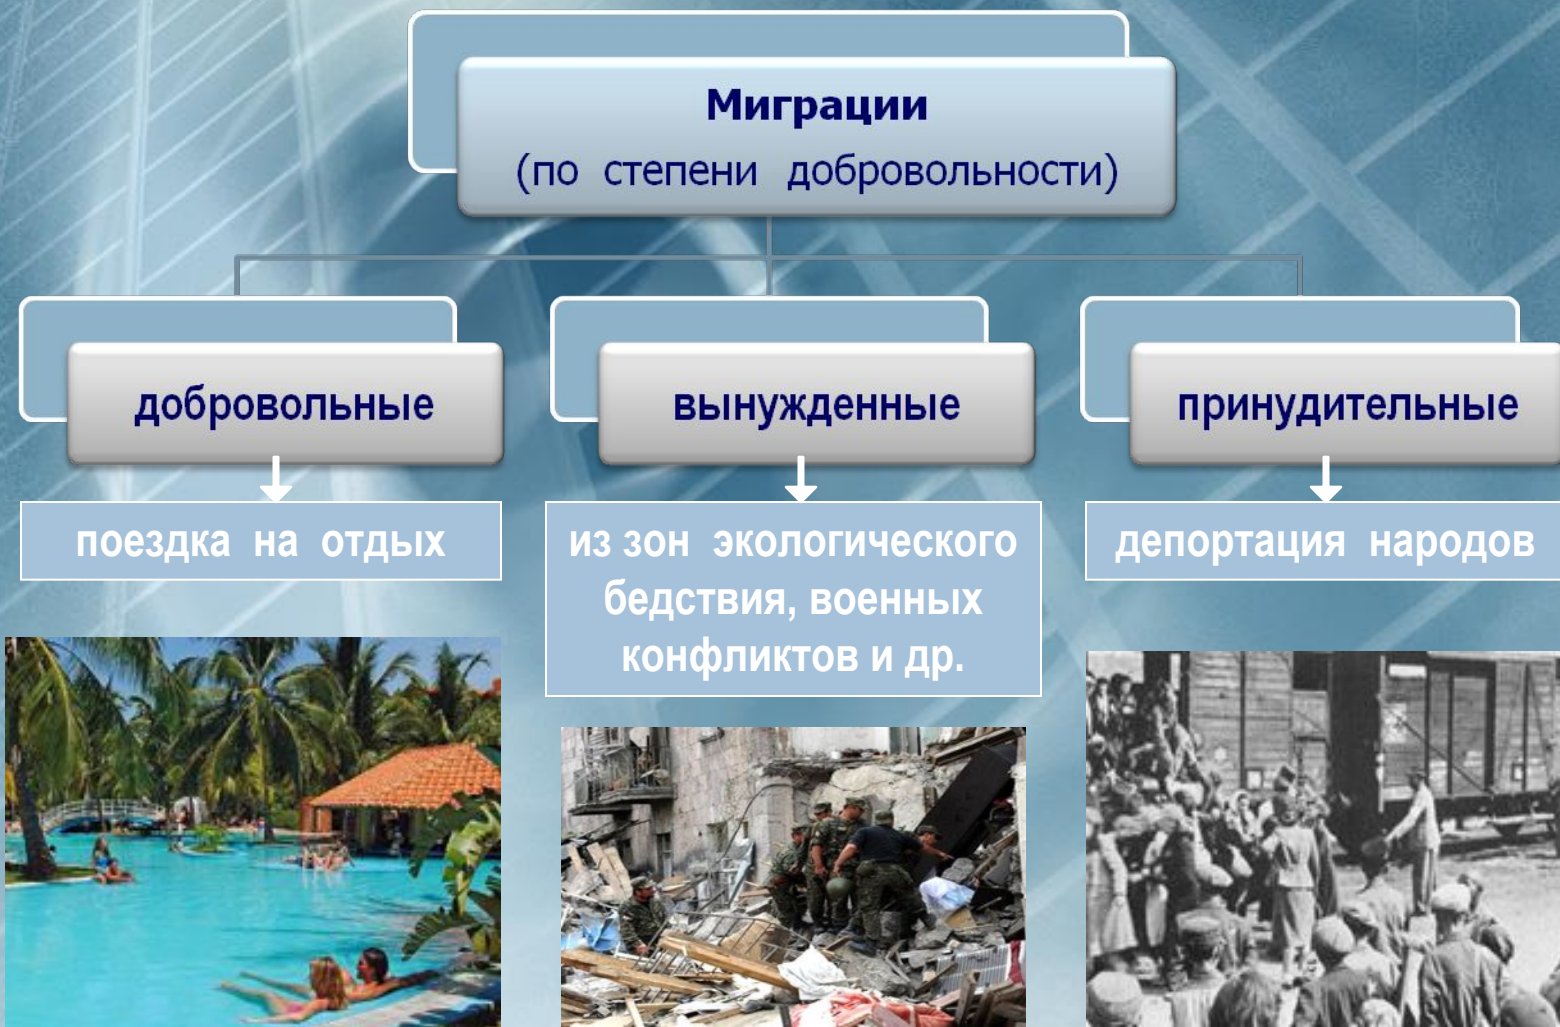 Миграции
(по степени добровольности)
добровольные
вынужденные
принудительные
поездка на отдых
из зон экологического
бедствия, военных
конфликтов и др.
депортация народов